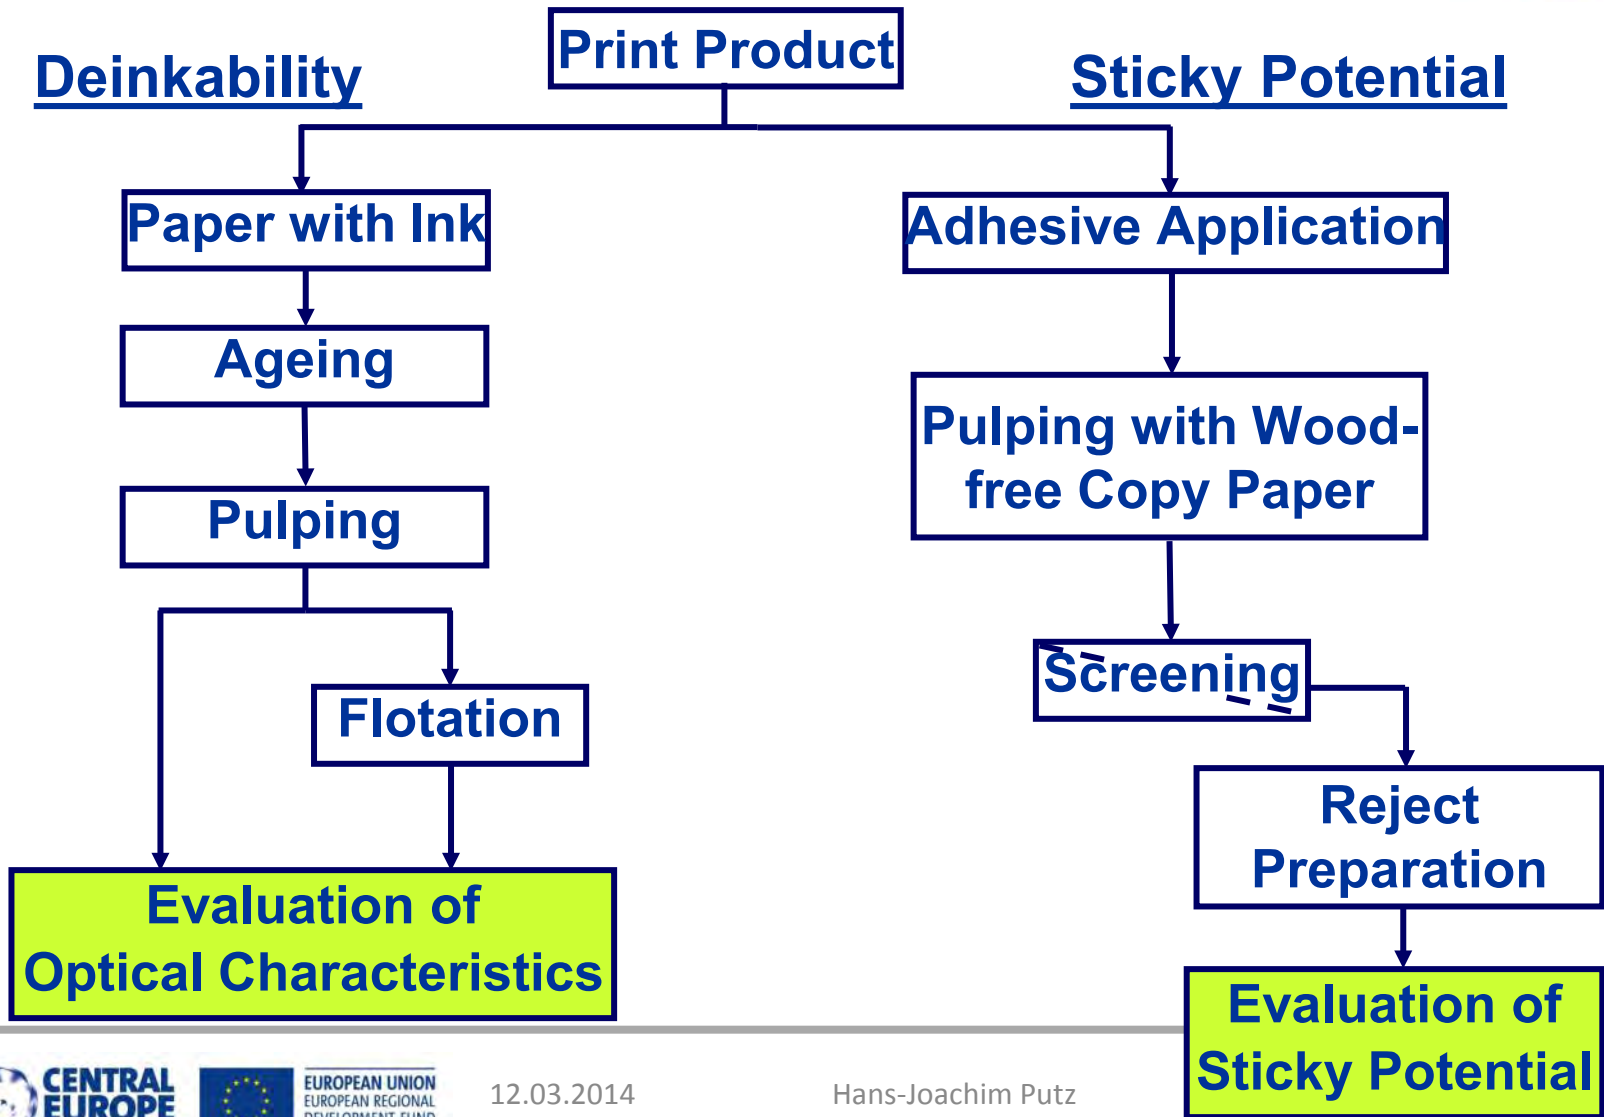 Print Product
Deinkability
Sticky Potential
Paper with Ink
Ageing
Pulping
Flotation
Evaluation of
Optical Characteristics
Adhesive Application
Pulping with Wood-
free Copy Paper
Screening
Reject
Preparation
Evaluation of
Sticky Potential
CENTRAL
EUROPE
EUROPEAN UNION
EUROPEAN REGIONAL
DEVELOPMENT FUND
12.03.2014
Hans-Joachim Putz